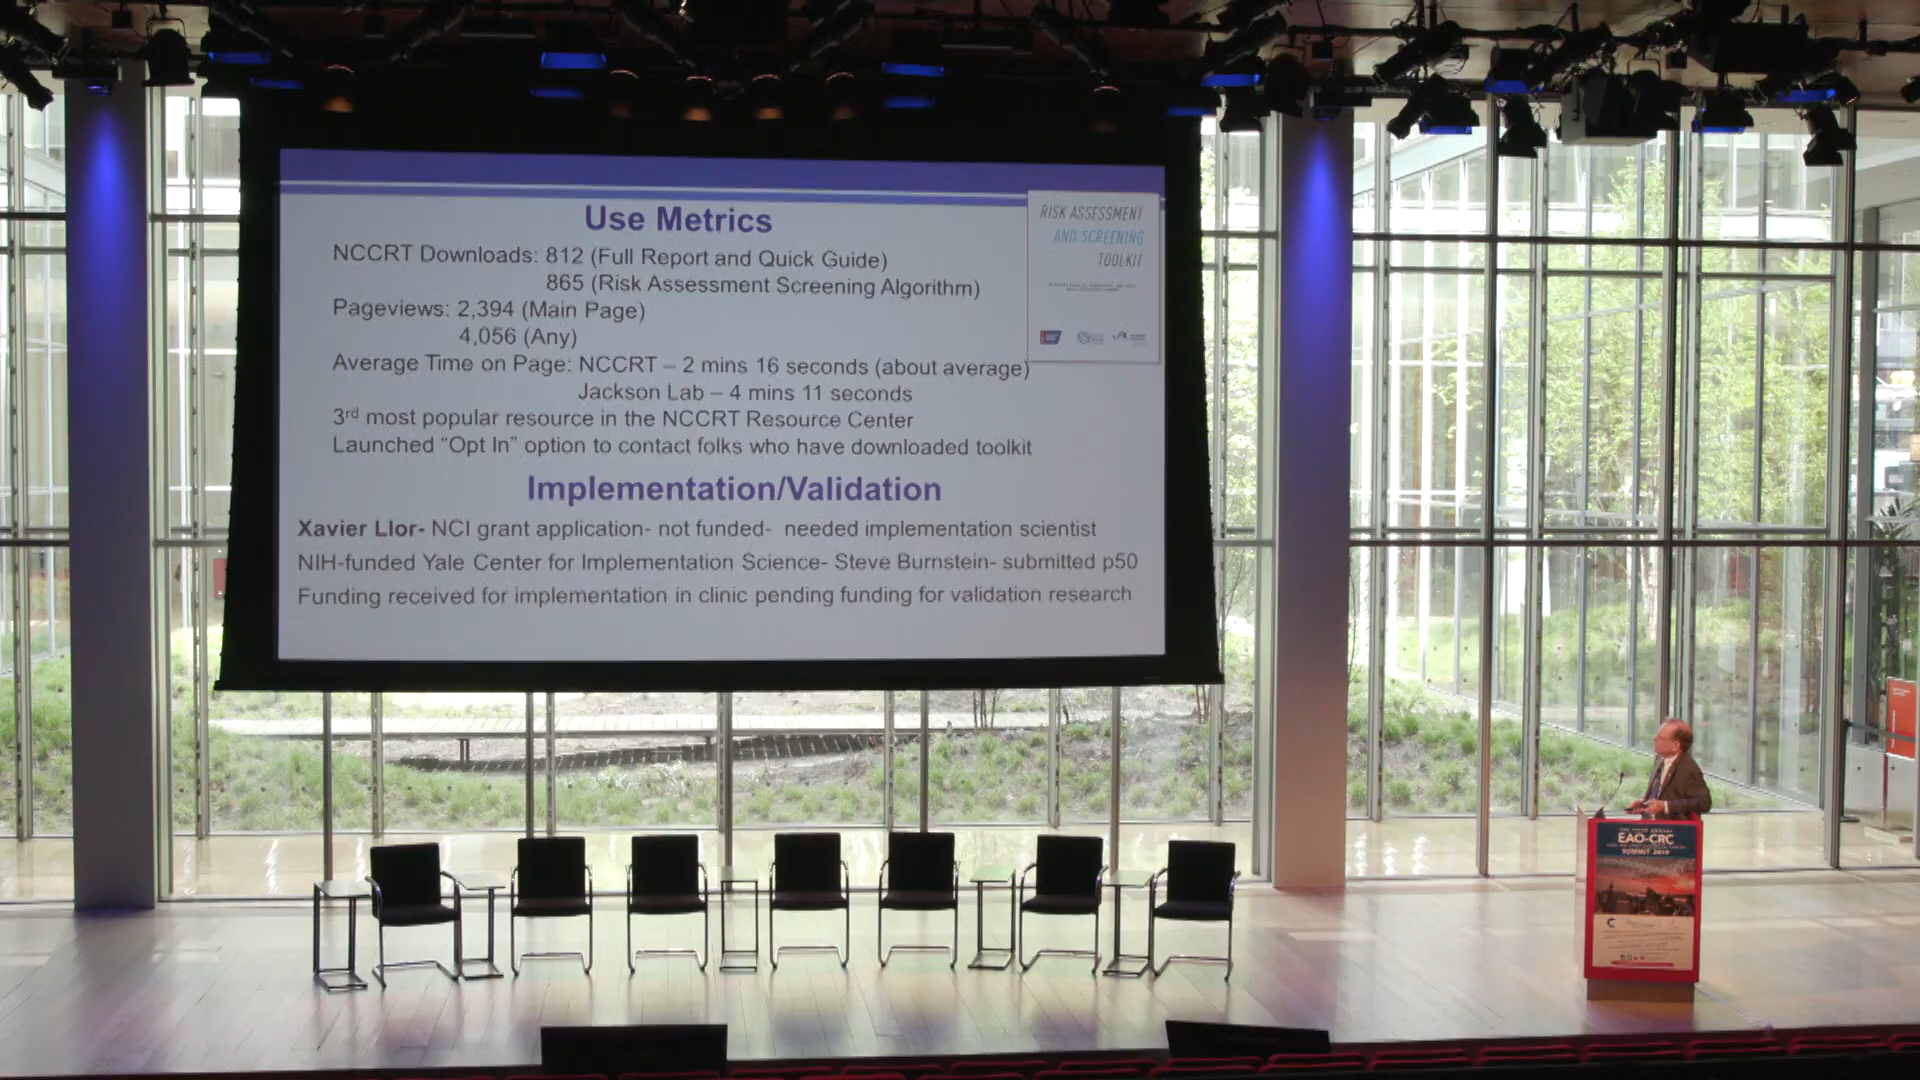 Use Metrics
NCCRT Downloads: 812 (Full Report and Quick Guide)
865 (Risk Assessment Screening Algorithm)
Pageviews: 2,394 (Main Page)
4,056 (Any)
Average Time on Page: NCCRT – 2 mins 16 seconds (about average)
Jackson Lab – 4 mins 11 seconds
3rd most popular resource in the NCCRT Resource Center
Launched “Opt In” option to contact folks who have downloaded toolkit
RISK ASSESSMENT
AND SCREENING
TOOLKIT
Implementation/Validation
Xavier Llor- NCI grant application- not funded- needed implementation scientist
NIH-funded Yale Center for Implementation Science- Steve Burnstein- submitted p50
Funding received for implementation in clinic pending funding for validation research
EAO-CRC
SUMMIT 2019